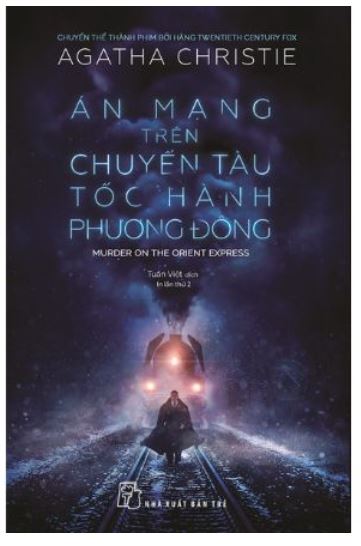 CHUYỂN THỂ THÀNH PHIM BỞI HÃNG TWENTIETH CENTURY FOX
AGATHA CHRISTIE
ÁN MẠNG
TRÊN
CHUYẾN TÀU
TỐC HÀNH
PHƯƠNG ĐÔNG
MURDER ON THE ORIENT EXPRESS
Tuấn Việt dịch
In lần thứ 2
NHÀ XUẤT BẢN TRẺ